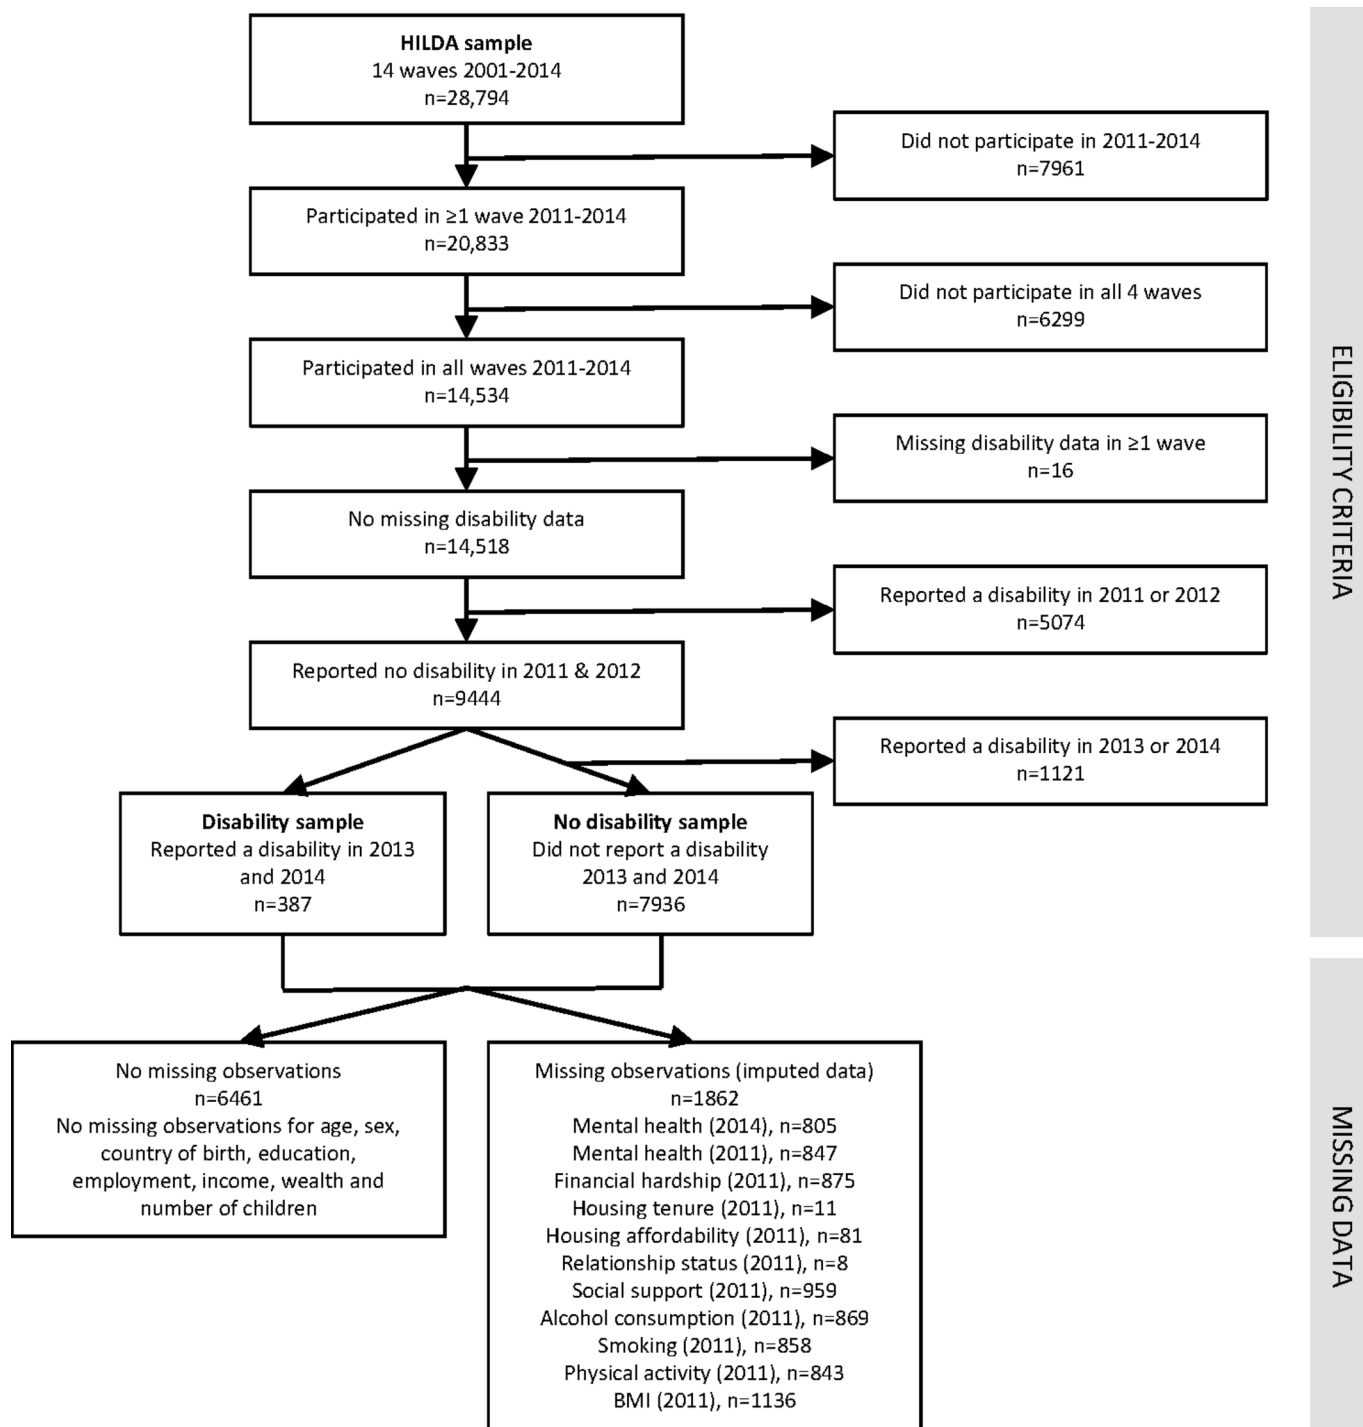 HILDA sample
14 waves 2001-2014
n=28,794
Did not participate in 2011-2014
n=7961
Participated in ≥1 wave 2011-2014
n=20,833
Did not participate in all 4 waves
n=6299
Participated in all waves 2011-2014
n=14,534
Missing disability data in ≥1 wave
n=16
No missing disability data
n=14,518
Reported a disability in 2011 or 2012
n=5074
Reported no disability in 2011 & 2012
n=9444
Reported a disability in 2013 or 2014
n=1121
Disability sample
Reported a disability in 2013
and 2014
n=387
No disability sample
Did not report a disability
2013 and 2014
n=7936
ELIGIBILITY CRITERIA
No missing observations
n=6461
No missing observations for age, sex,
country of birth, education,
employment, income, wealth and
number of children
Missing observations (imputed data)
n=1862
Mental health (2014), n=805
Mental health (2011), n=847
Financial hardship (2011), n=875
Housing tenure (2011), n=11
Housing affordability (2011), n=81
Relationship status (2011), n=8
Social support (2011), n=959
Alcohol consumption (2011), n=869
Smoking (2011), n=858
Physical activity (2011), n=843
BMI (2011), n=1136
MISSING DATA